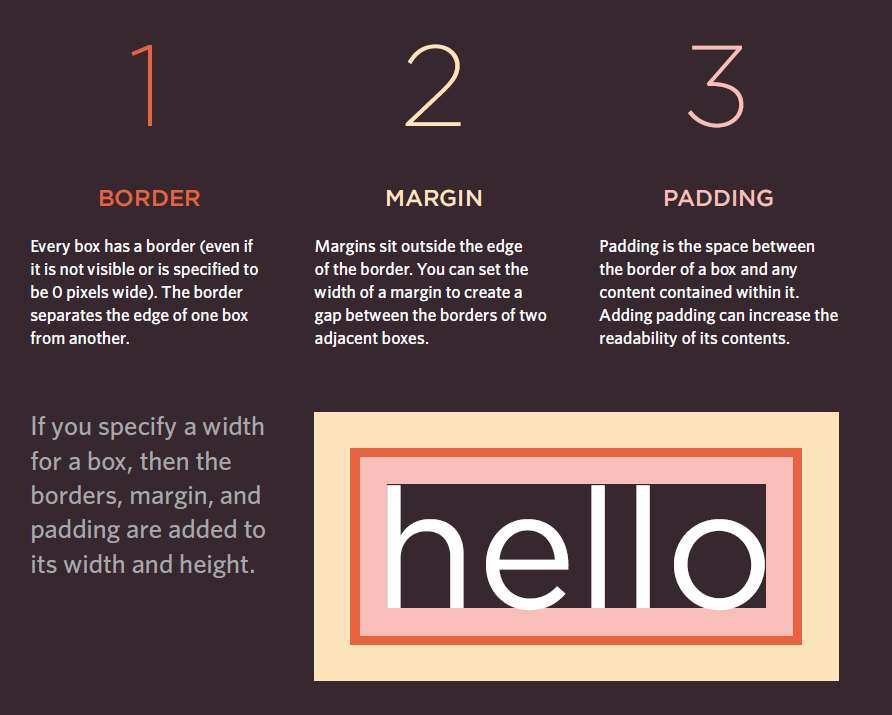 1
2
3
BORDER
Every box has a border (even if
it is not visible or is specified to
be 0 pixels wide). The border
separates the edge of one box
from another.
MARGIN
Margins sit outside the edge
of the border. You can set the
width of a margin to create a
gap between the borders of two
adjacent boxes.
PADDING
Padding is the space between
the border of a box and any
content contained within it.
Adding padding can increase the
readability of its contents.
If you specify a width
for a box, then the
borders, margin, and
padding are added to
its width and height.
hello